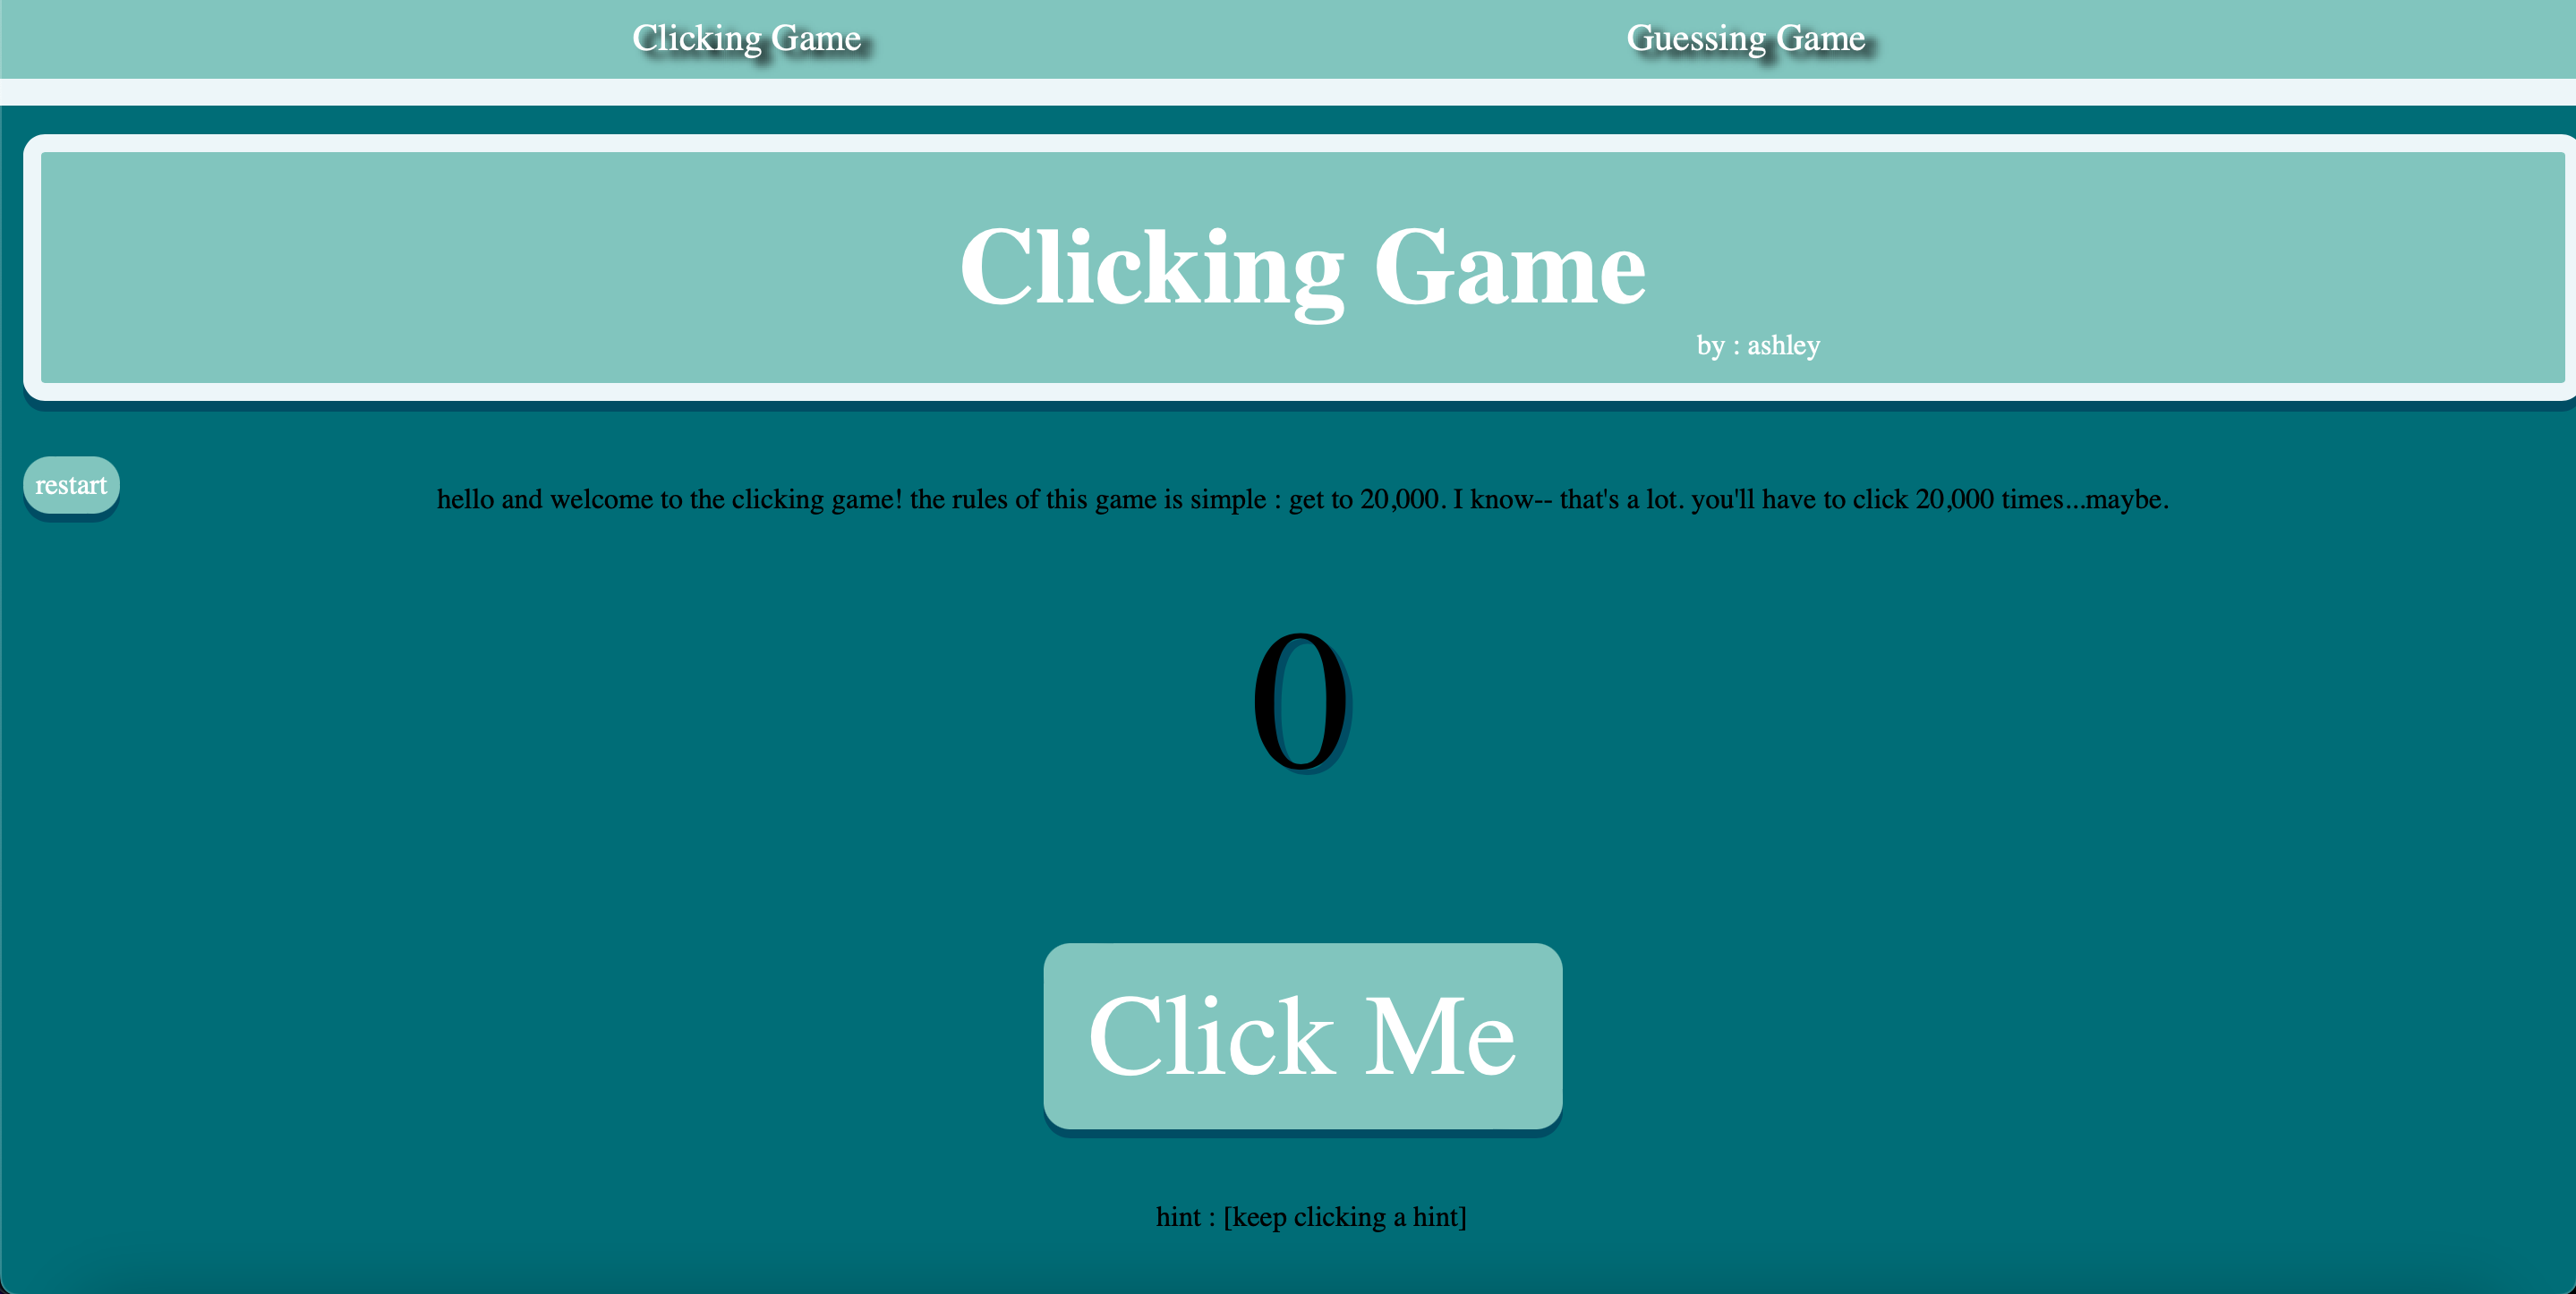 Clicking Game Guessing Game
Clicking Game
by : ashley
restart
hello and welcome to the clicking game! the rules of this game is simple : get to 20,000. I know-- that's a lot. you'll have to click 20,000 times...maybe.
0
Click Me
hint : [keep clicking a hint]